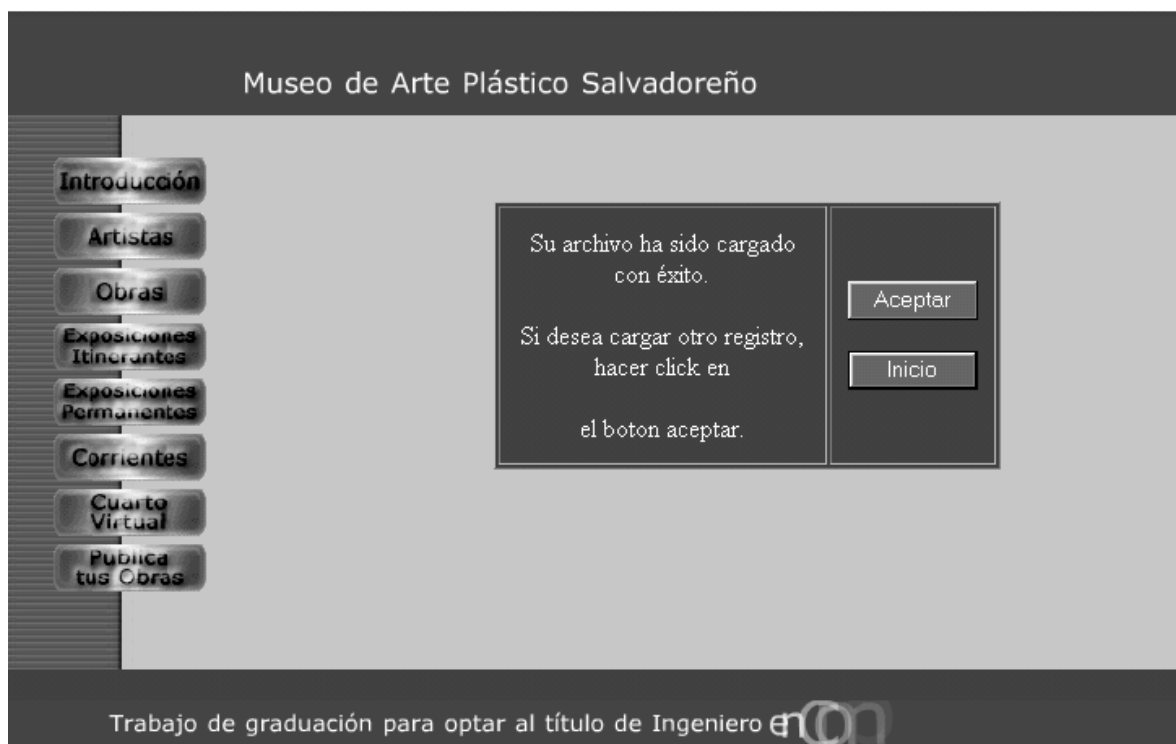 Museo de Arte Plástico Salvadoreño
Introducción
Artistas
Obras
Exposiciones
Itinerantes
Exposiciones
Permanentes
Corrientes
Cuarto
Virtual
Publica
tus Obras
Su archivo ha sido cargado
con éxito.
Si desea cargar otro registro,
hacer click en
el boton aceptar.
Aceptar
Inicio
Trabajo de graduación para optar al título de Ingeniero en